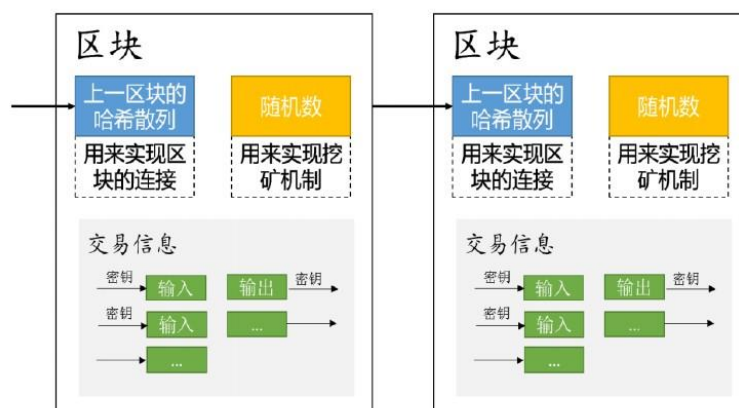 区块
上一区块的
哈希散列
随机数
用来实现区
块的连接
用来实现挖
矿机制
交易信息
密钥
输入
输出
密钥
密钥
输入
...
...
区块
上一区块的
哈希散列
随机数
用来实现区
块的连接
用来实现挖
矿机制
交易信息
密钥
输入
输出
密钥
密钥
输入
...
...